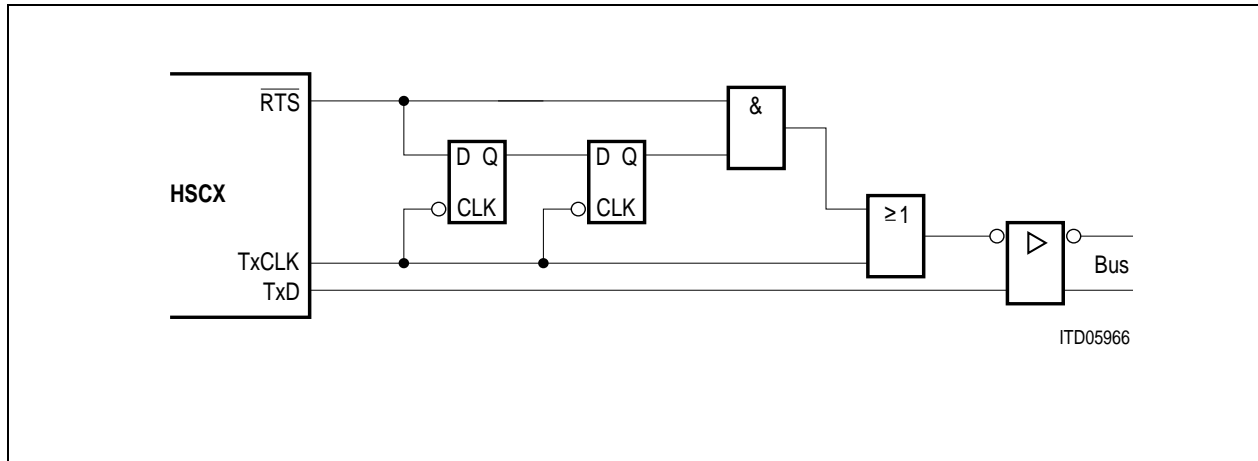 RTS
&
D Q
D Q
HSCX
CLK
CLK
≥1
TxCLK
Bus
TxD
ITD05966